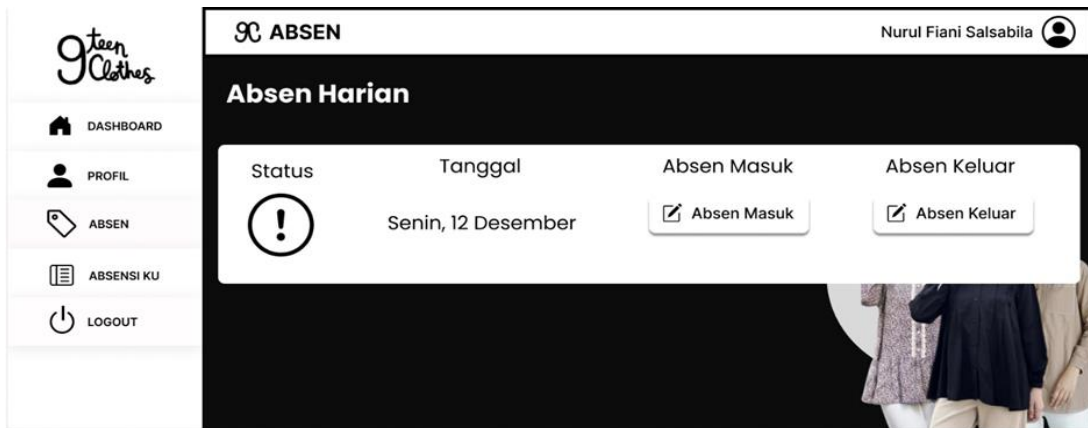 9teen
Clothes
DASHBOARD
PROFIL
ABSEN
ABSENSI KU
LOGOUT
9C ABSEN
Nurul Fiani Salsabila
Absen Harian
Status
Tanggal
Absen Masuk
Absen Keluar
Senin, 12 Desember
Absen Masuk
Absen Keluar